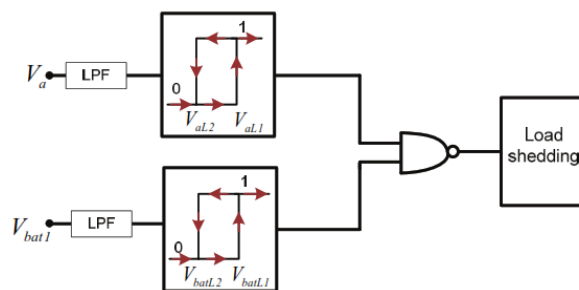 V_a
LPF
0
1
V_aL2
V_aL1
Load
shedding
V_bat1
LPF
0
1
V_batL2
V_batL1